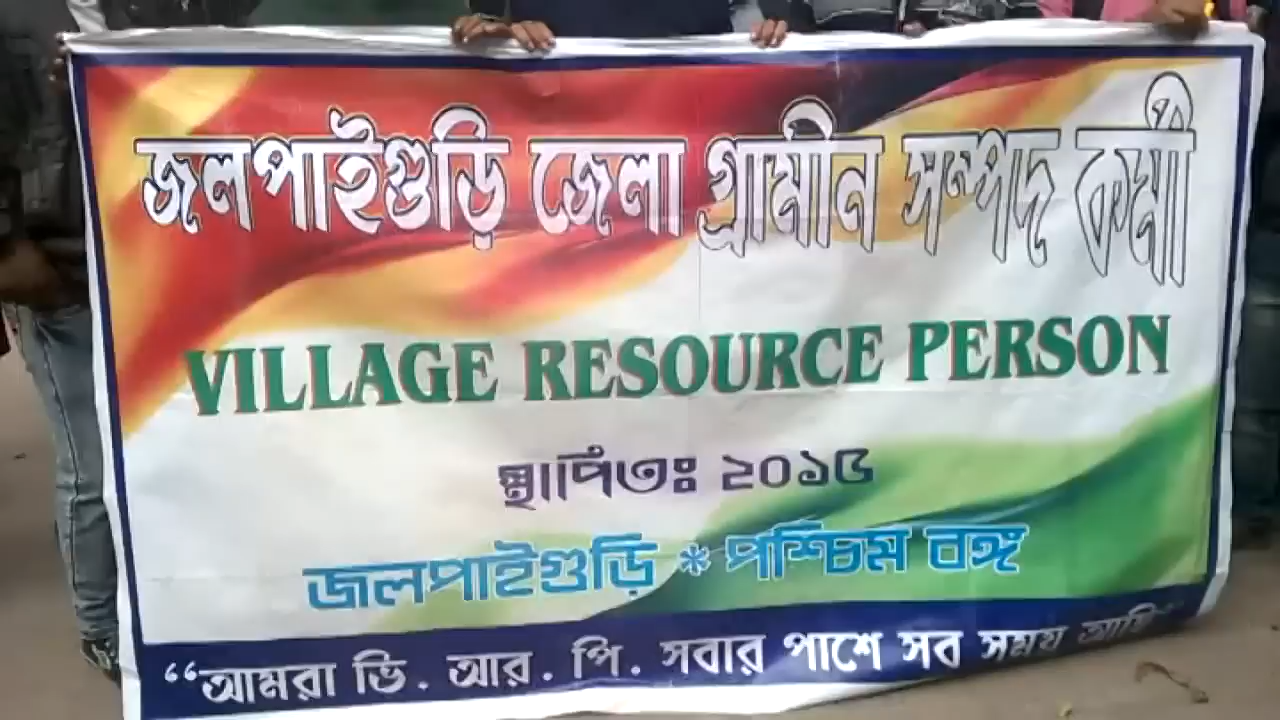 জলপাইগুড়ি জেলা গ্রামীন সম্পদ কর্মী
VILLAGE RESOURCE PERSON
স্থাপিতঃ ২০১৫
জলপাইগুড়ি * পশ্চিম বঙ্গ
“আমরা ভি. আর. পি. সবার পাশে সব সময় আছি”